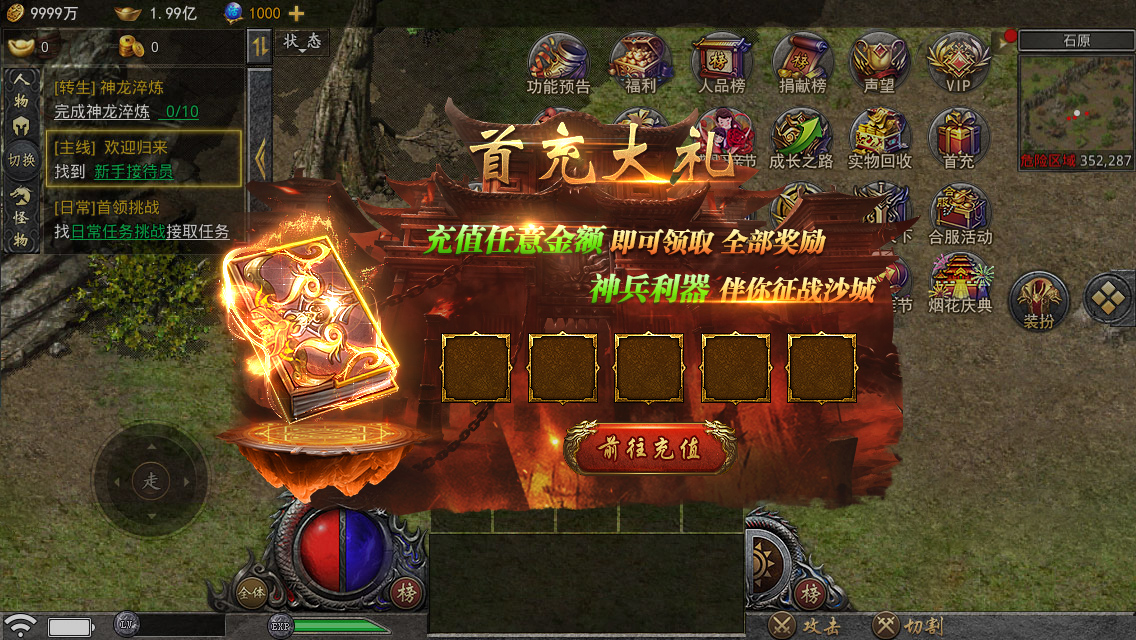 9999万
1.99亿
1000
0
0
状态
石原
人物
[转生] 神龙淬炼
完成神龙淬炼 0/10
切换
[主线] 欢迎归来
找到 新手接待员
怪物
[日常]首领挑战
找日常任务挑战接取任务
功能预告
福利
人品榜
捐献榜
声望
VIP
成长之路
实物回收
首充
危险区域 352,287
合服活动
烟花庆典
装扮
首充大礼
充值任意金额 即可领取 全部奖励
神兵利器 伴你征战沙城
前往充值
走
全体
榜
榜
LV
EXP
攻击
切割